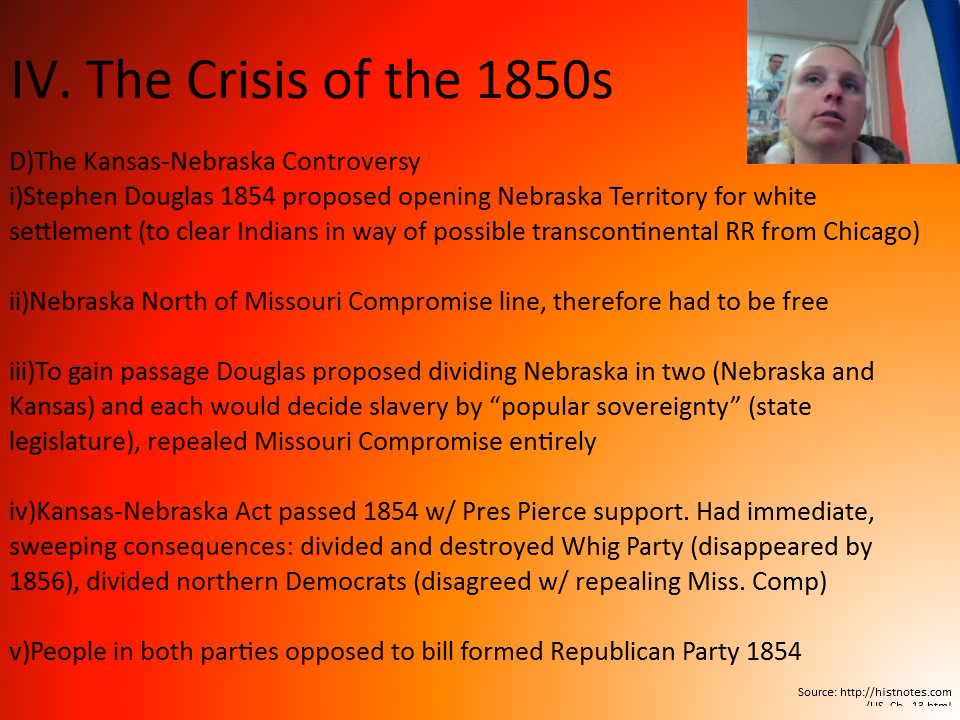 IV. The Crisis of the 1850s
D)The Kansas-Nebraska Controversy
i)Stephen Douglas 1854 proposed opening Nebraska Territory for white
settlement (to clear Indians in way of possible transcontinental RR from Chicago)
ii)Nebraska North of Missouri Compromise line, therefore had to be free
iii)To gain passage Douglas proposed dividing Nebraska in two (Nebraska and
Kansas) and each would decide slavery by “popular sovereignty” (state
legislature), repealed Missouri Compromise entirely
iv)Kansas-Nebraska Act passed 1854 w/ Pres Pierce support. Had immediate,
sweeping consequences: divided and destroyed Whig Party (disappeared by
1856), divided northern Democrats (disagreed w/ repealing Miss. Comp)
v)People in both parties opposed to bill formed Republican Party 1854
Source: http://histnotes.com